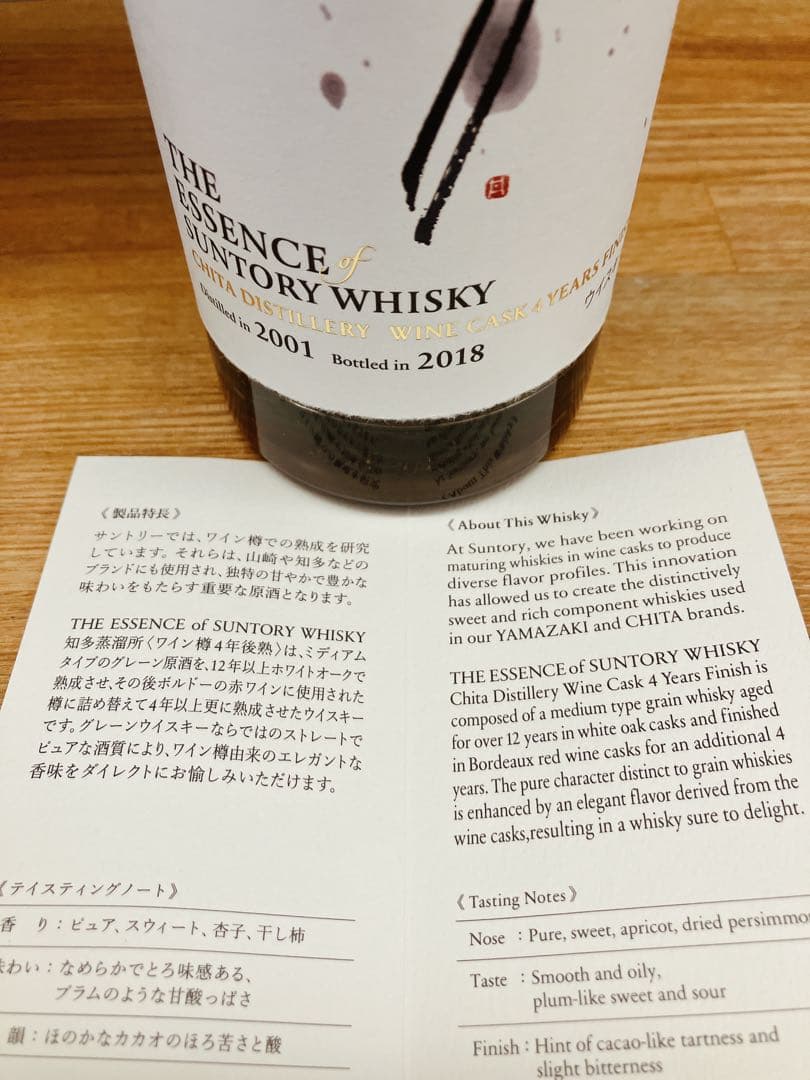 THE
ESSENCE of
SUNTORY WHISKY
CHITA DISTILLERY WINE CASK 4 YEARS
Distilled in 2001 Bottled in 2018
《製品特長》
サントリーでは、ワイン樽での熟成を研究
しています。それらは、山崎や知多などの
ブランドにも使用され、独特の甘やかで豊かな
味わいをもたらす重要な原酒となります。
THE ESSENCE of SUNTORY WHISKY
知多蒸溜所〈ワイン樽4年後熟〉は、ミディアム
タイプのグレーン原酒を、12年以上ホワイトオークで
熟成させ、その後ボルドーの赤ワインに使用された
樽に詰め替えて4年以上更に熟成させたウイスキー
です。グレーンウイスキーならではのストレートで
ピュアな酒質により、ワイン樽由来のエレガントな
香味をダイレクトにお愉しみいただけます。
《テイスティングノート》
香 り：ピュア、スウィート、杏子、干し柿
味わい：なめらかでとろ味感ある、
プラムのような甘酸っぱさ
韻：ほのかなカカオのほろ苦さと酸
《About This Whisky》
At Suntory, we have been working on
maturing whiskies in wine casks to produce
diverse flavor profiles. This innovation
has allowed us to create the distinctively
sweet and rich component whiskies used
in our YAMAZAKI and CHITA brands.
THE ESSENCE of SUNTORY WHISKY
Chita Distillery Wine Cask 4 Years Finish is
composed of a medium type grain whisky aged
for over 12 years in white oak casks and finished
in Bordeaux red wine casks for an additional 4
years. The pure character distinct to grain whiskies
is enhanced by an elegant flavor derived from the
wine casks,resulting in a whisky sure to delight.
《Tasting Notes》
Nose : Pure, sweet, apricot, dried persimmo
Taste : Smooth and oily,
plum-like sweet and sour
Finish : Hint of cacao-like tartness and
slight bitterness